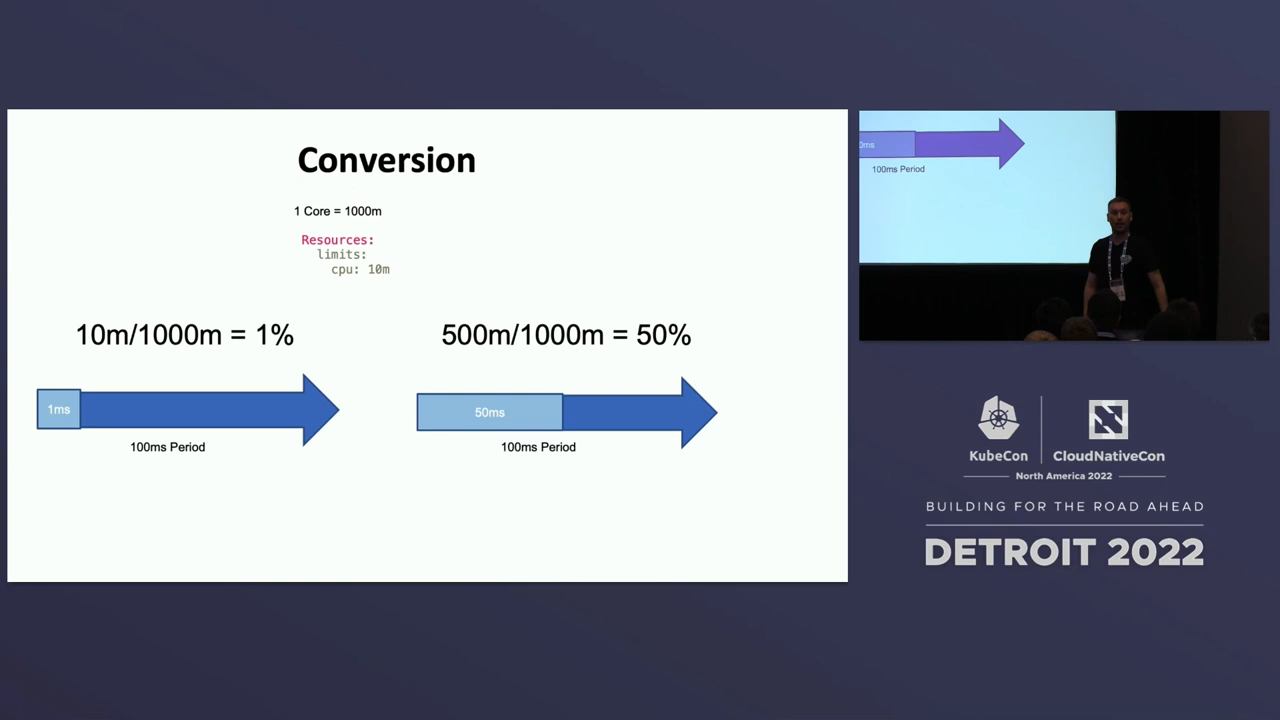 Conversion
1 Core = 1000m
Resources:
limits:
cpu: 10m
10m/1000m = 1%
500m/1000m = 50%
1ms
50ms
100ms Period
100ms Period
0ms
100ms Period
KubeCon
CloudNativeCon
North America 2022
BUILDING FOR THE ROAD AHEAD
DETROIT 2022